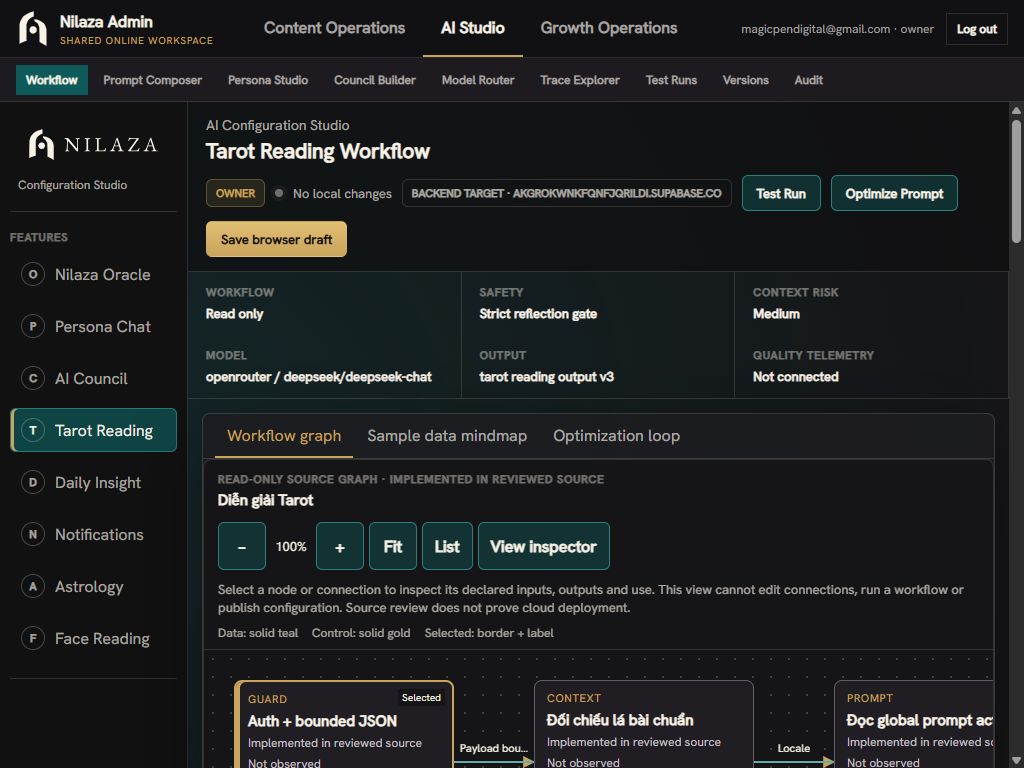 Nilaza Admin
SHARED ONLINE WORKSPACE
Content Operations
AI Studio
Growth Operations
magicpendigital@gmail.com · owner
Log out
Workflow
Prompt Composer
Persona Studio
Council Builder
Model Router
Trace Explorer
Test Runs
Versions
Audit
NILAZA
Configuration Studio
FEATURES
O Nilaza Oracle
P Persona Chat
C AI Council
T Tarot Reading
D Daily Insight
N Notifications
A Astrology
F Face Reading
AI Configuration Studio
Tarot Reading Workflow
OWNER
No local changes
BACKEND TARGET · AKGROKWNKFQNFJQRILDI.SUPABASE.CO
Test Run
Optimize Prompt
Save browser draft
WORKFLOW
Read only
SAFETY
Strict reflection gate
CONTEXT RISK
Medium
MODEL
openrouter / deepseek/deepseek-chat
OUTPUT
tarot reading output v3
QUALITY TELEMETRY
Not connected
Workflow graph
Sample data mindmap
Optimization loop
READ-ONLY SOURCE GRAPH · IMPLEMENTED IN REVIEWED SOURCE
Diễn giải Tarot
– 100% + Fit List View inspector
Select a node or connection to inspect its declared inputs, outputs and use. This view cannot edit connections, run a workflow or
publish configuration. Source review does not prove cloud deployment.
Data: solid teal Control: solid gold Selected: border + label
GUARD
Selected
Auth + bounded JSON
Implemented in reviewed source
Not observed
Payload bou...
CONTEXT
Đối chiếu lá bài chuẩn
Implemented in reviewed source
Not observed
Locale
PROMPT
Đọc global prompt ac
Implemented in reviewed so
Not observed